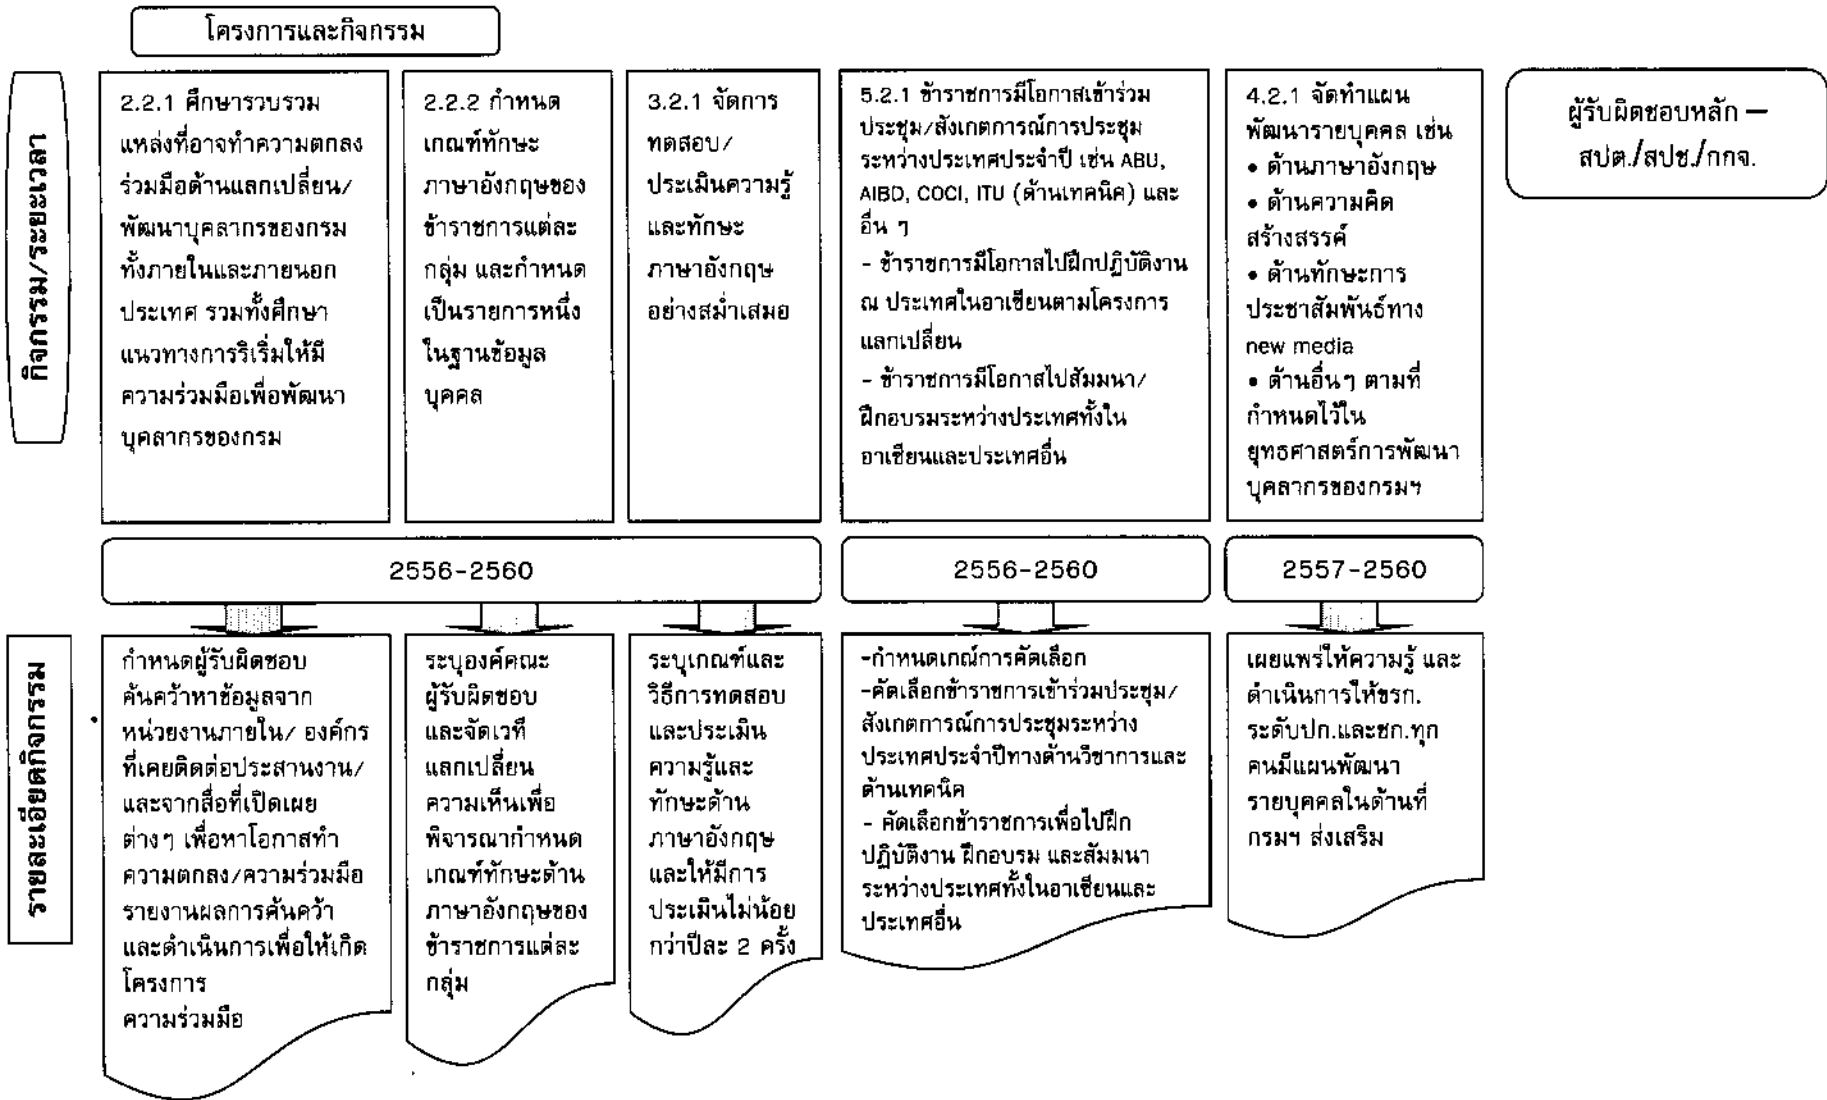 โครงการและกิจกรรม
กิจกรรม/ระยะเวลา
2.2.1 ศึกษารวบรวม
แหล่งที่อาจทำความตกลง
ร่วมมือด้านแลกเปลี่ยน/
พัฒนาบุคลากรของกรม
ทั้งภายในและภายนอก
ประเทศ รวมทั้งศึกษา
แนวทางการริเริ่มให้มี
ความร่วมมือเพื่อพัฒนา
บุคลากรของกรม
2.2.2 กำหนด
เกณฑ์ทักษะ
ภาษาอังกฤษของ
ข้าราชการแต่ละ
กลุ่ม และกำหนด
เป็นรายการหนึ่ง
ในฐานข้อมูล
บุคคล
3.2.1 จัดการ
ทดสอบ/
ประเมินความรู้
และทักษะ
ภาษาอังกฤษ
อย่างสม่ำเสมอ
5.2.1 ข้าราชการมีโอกาสเข้าร่วม
ประชุม/สังเกตการณ์การประชุม
ระหว่างประเทศประจำปี เช่น ABU,
AIBD, COCI, ITU (ด้านเทคนิค) และ
อื่น ๆ
- ข้าราชการมีโอกาสไปฝึกปฏิบัติงาน
ณ ประเทศในอาเซียนตามโครงการ
แลกเปลี่ยน
- ข้าราชการมีโอกาสไปสัมมนา/
ฝึกอบรมระหว่างประเทศทั้งใน
อาเซียนและประเทศอื่น
4.2.1 จัดทำแผน
พัฒนารายบุคคล เช่น
• ด้านภาษาอังกฤษ
• ด้านความคิด
สร้างสรรค์
• ด้านทักษะการ
ประชาสัมพันธ์ทาง
new media
• ด้านอื่นๆ ตามที่
กำหนดไว้ใน
ยุทธศาสตร์การพัฒนา
บุคลากรของกรมฯ
ผู้รับผิดชอบหลัก –
สปต./สปช./กกจ.
2556-2560
2556-2560
2557-2560
รายละเอียดกิจกรรม
กำหนดผู้รับผิดชอบ
ค้นคว้าหาข้อมูลจาก
หน่วยงานภายใน/ องค์กร
ที่เคยติดต่อประสานงาน/
และจากสื่อที่เปิดเผย
ต่างๆ เพื่อหาโอกาสทำ
ความตกลง/ความร่วมมือ
รายงานผลการค้นคว้า
และดำเนินการเพื่อให้เกิด
โครงการ
ความร่วมมือ
ระบุองค์คณะ
ผู้รับผิดชอบ
และจัดเวที
แลกเปลี่ยน
ความเห็นเพื่อ
พิจารณากำหนด
เกณฑ์ทักษะด้าน
ภาษาอังกฤษของ
ข้าราชการแต่ละ
กลุ่ม
ระบุเกณฑ์และ
วิธีการทดสอบ
และประเมิน
ความรู้และ
ทักษะด้าน
ภาษาอังกฤษ
และให้มีการ
ประเมินไม่น้อย
กว่าปีละ 2 ครั้ง
-กำหนดเกณ์การคัดเลือก
-คัดเลือกข้าราชการเข้าร่วมประชุม/
สังเกตการณ์การประชุมระหว่าง
ประเทศประจำปีทางด้านวิชาการและ
ด้านเทคนิค
- คัดเลือกข้าราชการเพื่อไปฝึก
ปฏิบัติงาน ฝึกอบรม และสัมมนา
ระหว่างประเทศทั้งในอาเซียนและ
ประเทศอื่น
เผยแพร่ให้ความรู้ และ
ดำเนินการให้ขรก.
ระดับปก.และชก.ทุก
คนมีแผนพัฒนา
รายบุคคลในด้านที่
กรมฯ ส่งเสริม